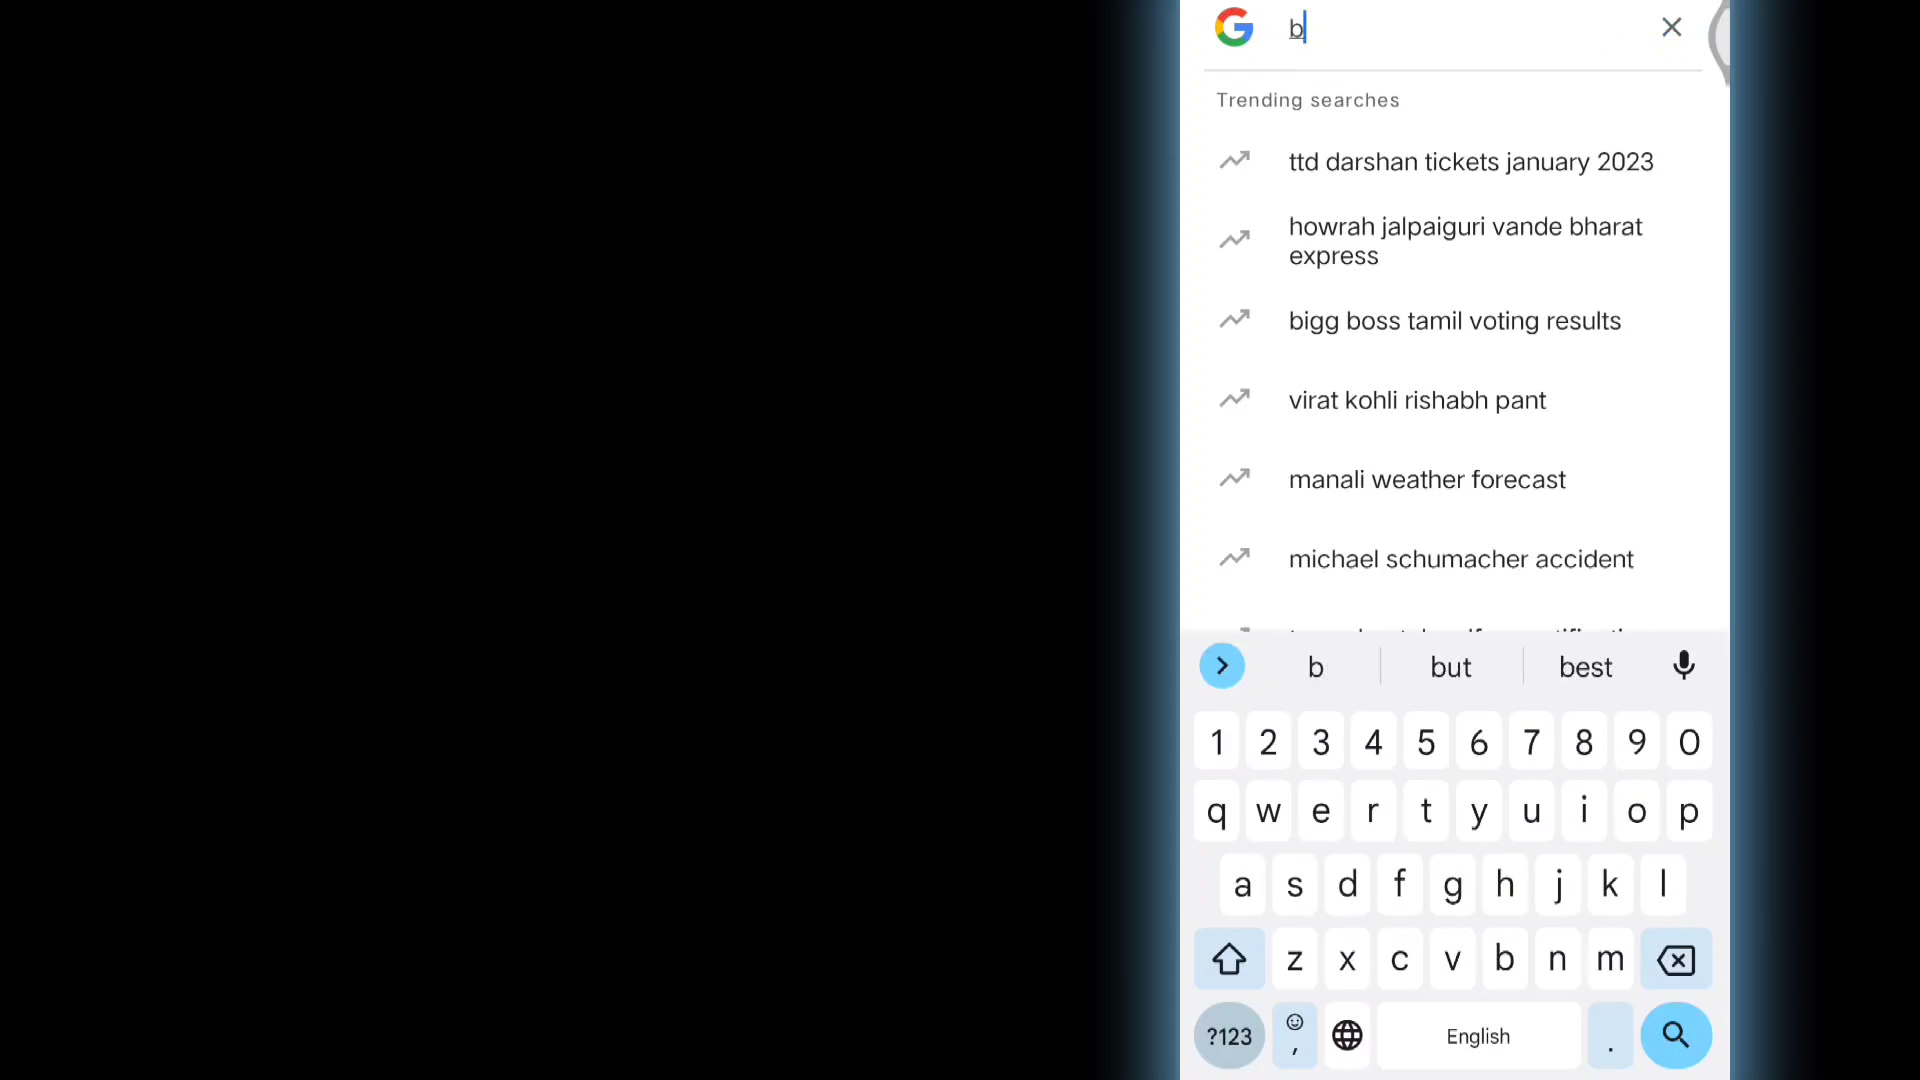 b
Trending searches
ttd darshan tickets january 2023
howrah jalpaiguri vande bharat
express
bigg boss tamil voting results
virat kohli rishabh pant
manali weather forecast
michael schumacher accident
b but best
1 2 3 4 5 6 7 8 9 0
q w e r t y u i o p
a s d f g h j k l
z x c v b n m
?123 , English .